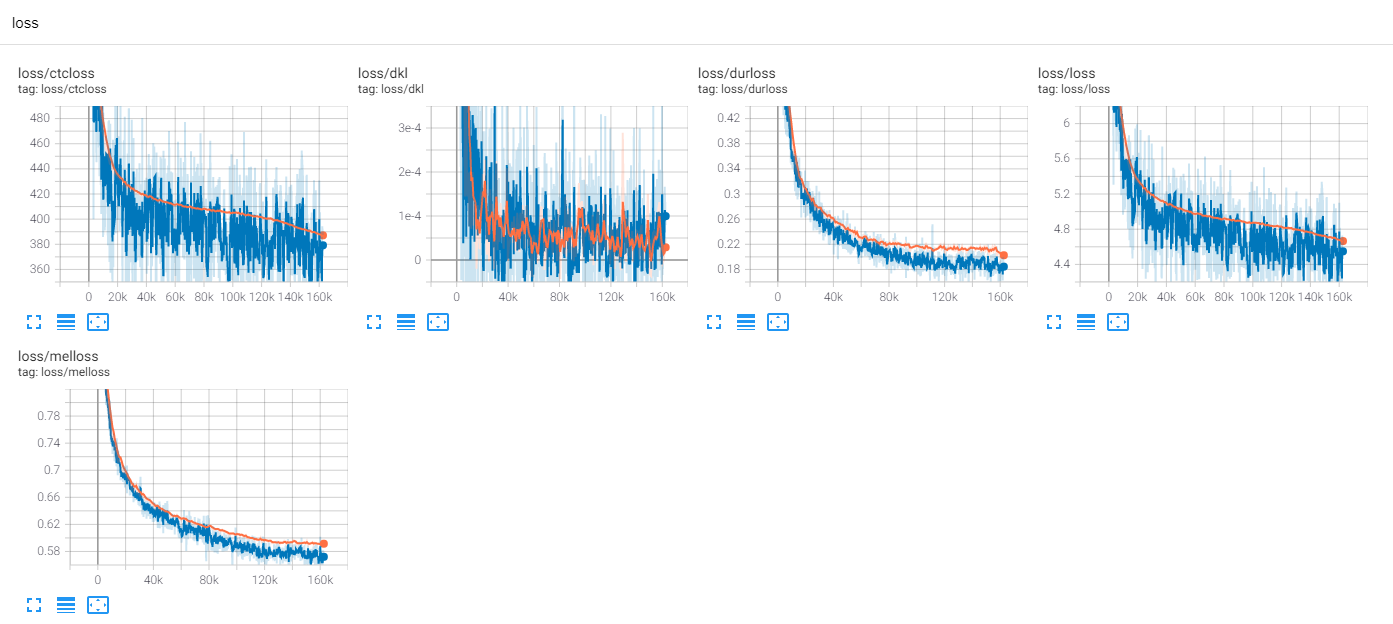 loss
loss/ctcloss
tag: loss/ctcloss
480
460
440
420
400
380
360
0 20k 40k 60k 80k 100k 120k 140k 160k
loss/dkl
tag: loss/dkl
3e-4
2e-4
1e-4
0
0 40k 80k 120k 160k
loss/durloss
tag: loss/durloss
0.42
0.38
0.34
0.3
0.26
0.22
0.18
0 40k 80k 120k 160k
loss/loss
tag: loss/loss
6
5.6
5.2
4.8
4.4
0 20k 40k 60k 80k 100k 120k 140k 160k
loss/melloss
tag: loss/melloss
0.78
0.74
0.7
0.66
0.62
0.58
0 40k 80k 120k 160k